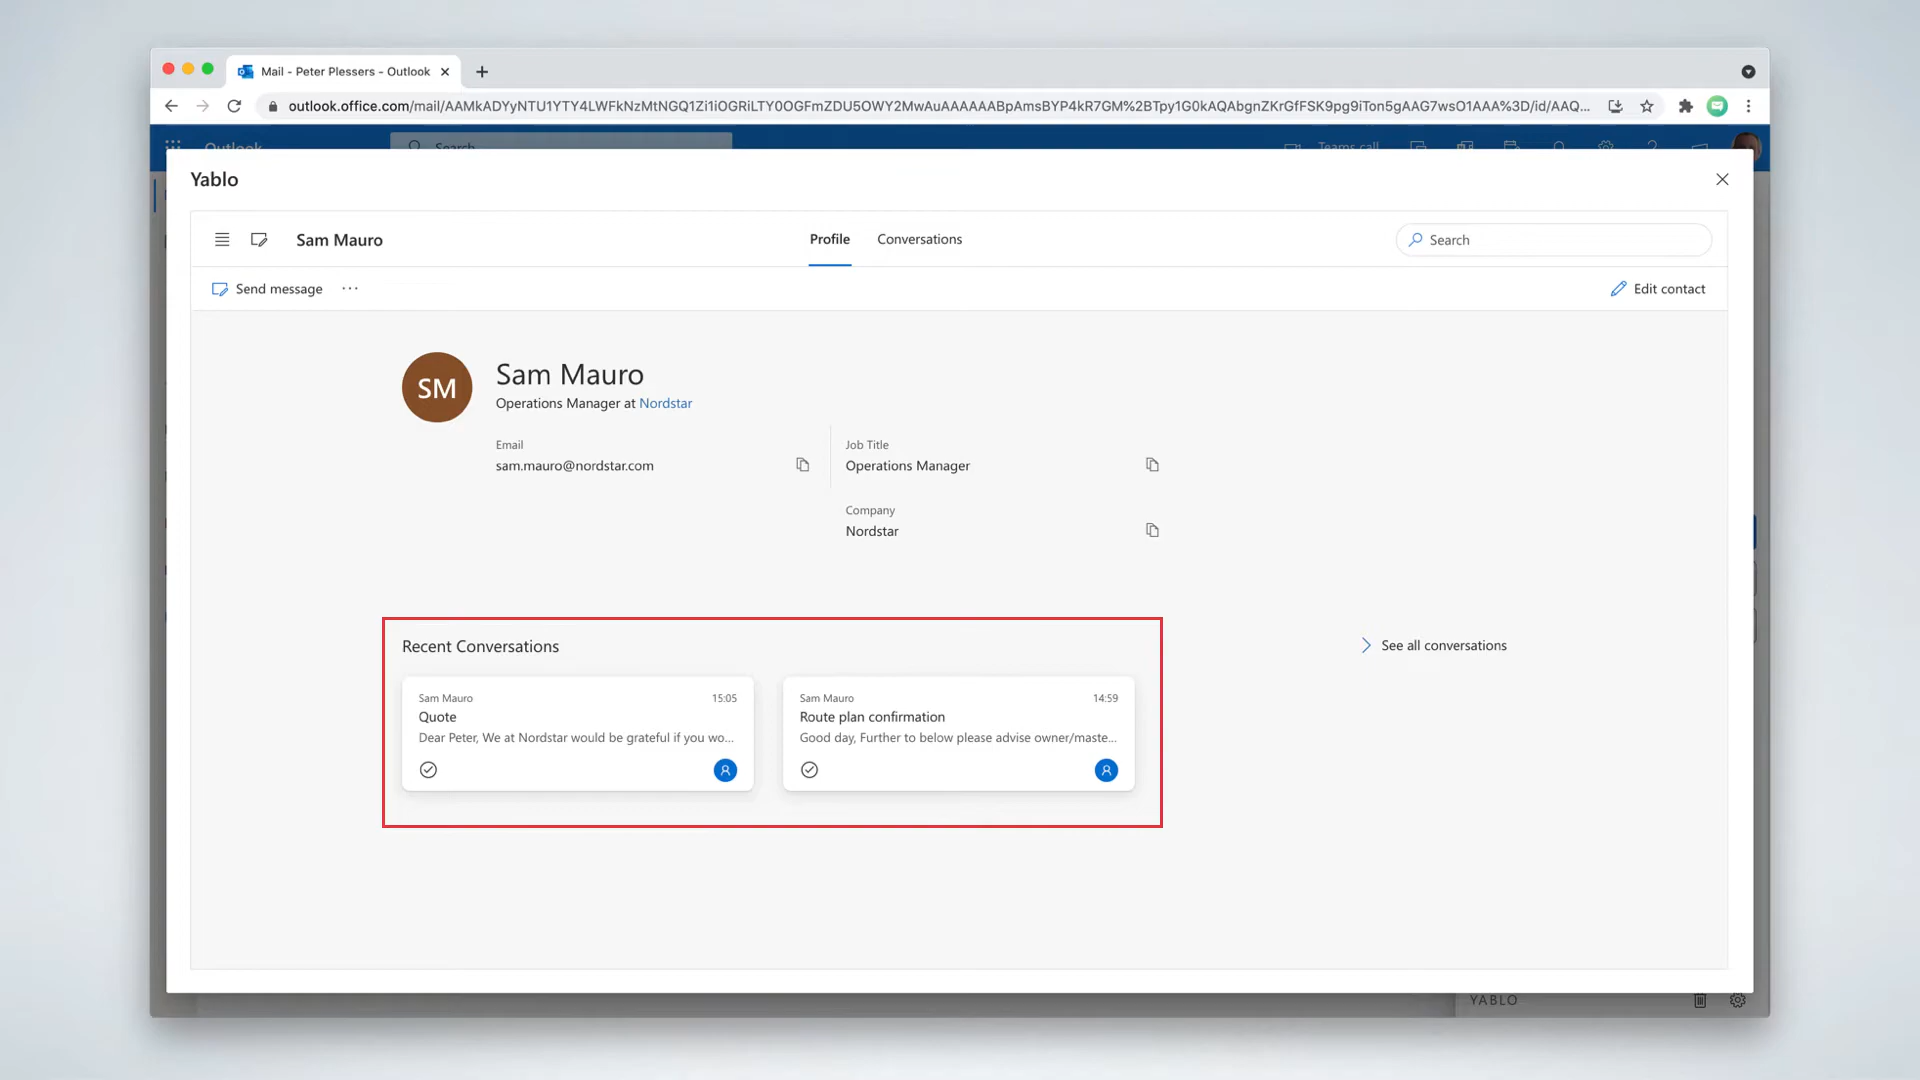 Mail - Peter Plessers - Outlook
outlook.office.com/mail/AAMkADYyNTU1YTY4LWFkNzMtNGQ1Zi1iOGRiLTY0OGFmZDU5OWY2MwAuAAAAAABpAmsBYP4kR7GM%2BTpy1G0kAQAbgnZKrGfFSK9pg9iTon5gAAG7wsO1AAA%3D/id/AAQ...
Outlook
Search
Teams call
Yablo
Sam Mauro
Profile
Conversations
Search
Send message
...
Edit contact
SM
Sam Mauro
Operations Manager at Nordstar
Email
sam.mauro@nordstar.com
Job Title
Operations Manager
Company
Nordstar
Recent Conversations
See all conversations
Sam Mauro 15:05
Quote
Dear Peter, We at Nordstar would be grateful if you wo...
Sam Mauro 14:59
Route plan confirmation
Good day, Further to below please advise owner/maste...
YABLO